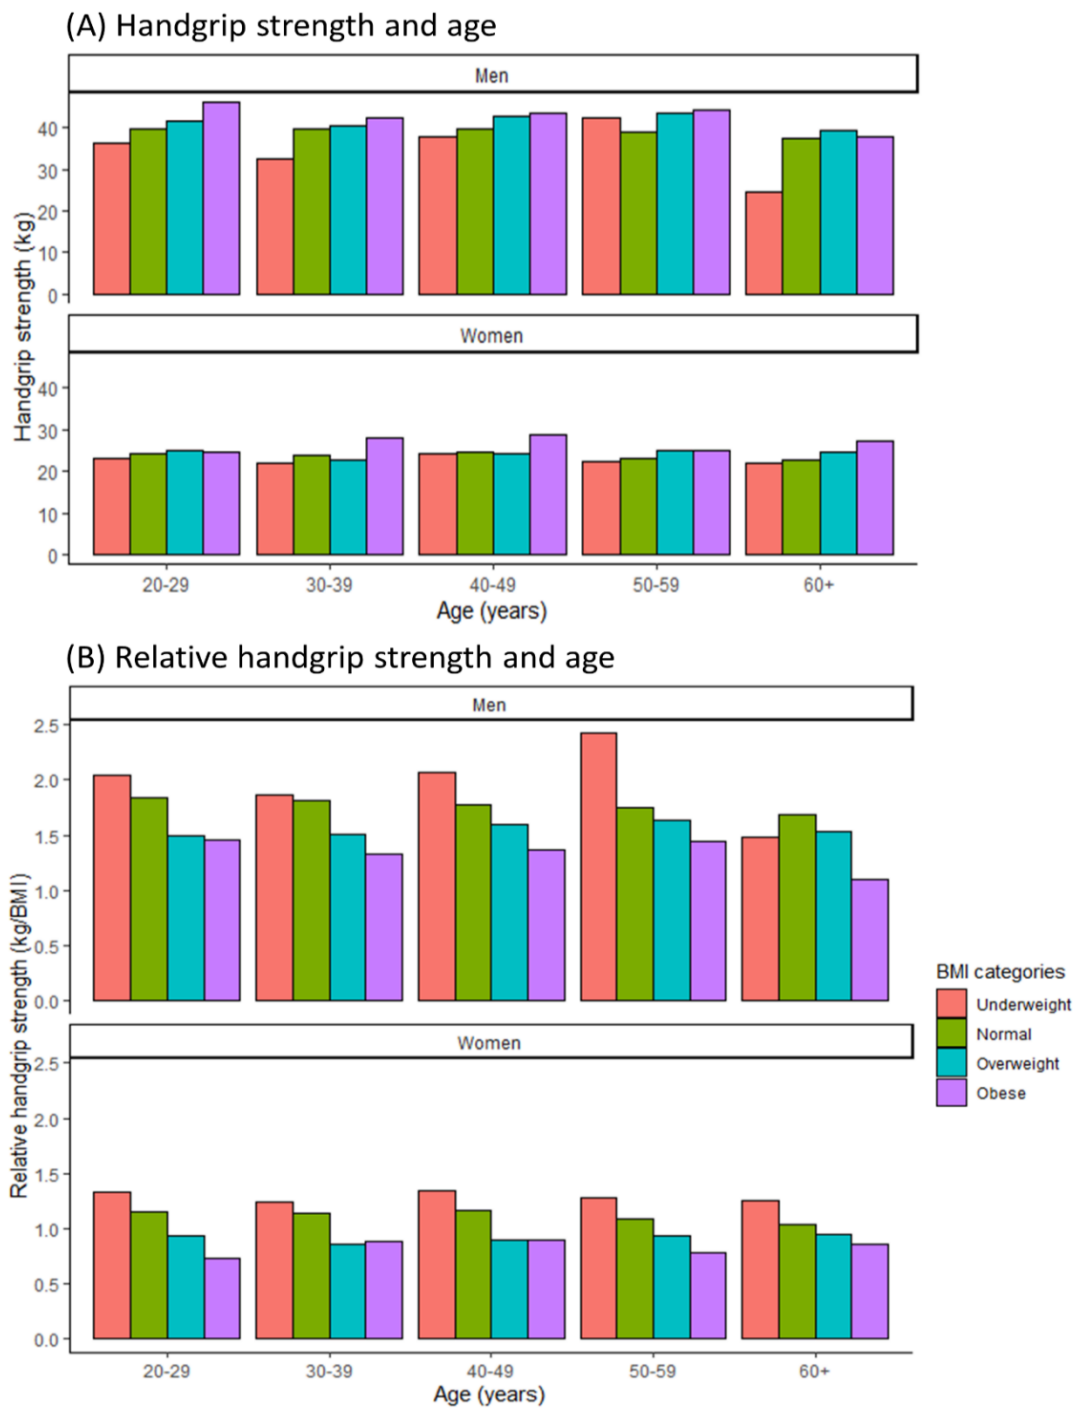 (A) Handgrip strength and age
Men
Handgrip strength (kg)
40
30
20
10
0
Women
40
30
20
10
0
20-29 30-39 40-49 50-59 60+
Age (years)
(B) Relative handgrip strength and age
Men
Relative handgrip strength (kg/BMI)
2.5
2.0
1.5
1.0
0.5
0.0
Women
2.5
2.0
1.5
1.0
0.5
0.0
20-29 30-39 40-49 50-59 60+
Age (years)
BMI categories
Underweight
Normal
Overweight
Obese